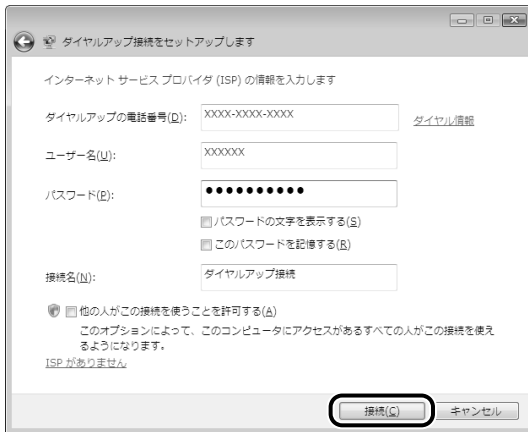 ダイヤルアップ接続をセットアップします
インターネット サービス プロバイダ (ISP) の情報を入力します
ダイヤルアップの電話番号(D): XXXX-XXXX-XXXX ダイヤル情報
ユーザー名(U): XXXXXX
パスワード(P): ●●●●●●●●●●
パスワードの文字を表示する(S)
このパスワードを記憶する(R)
接続名(N): ダイヤルアップ接続
他の人がこの接続を使うことを許可する(A)
このオプションによって、このコンピュータにアクセスがあるすべての人がこの接続を使え
るようになります。
ISP がありません
接続(C) キャンセル